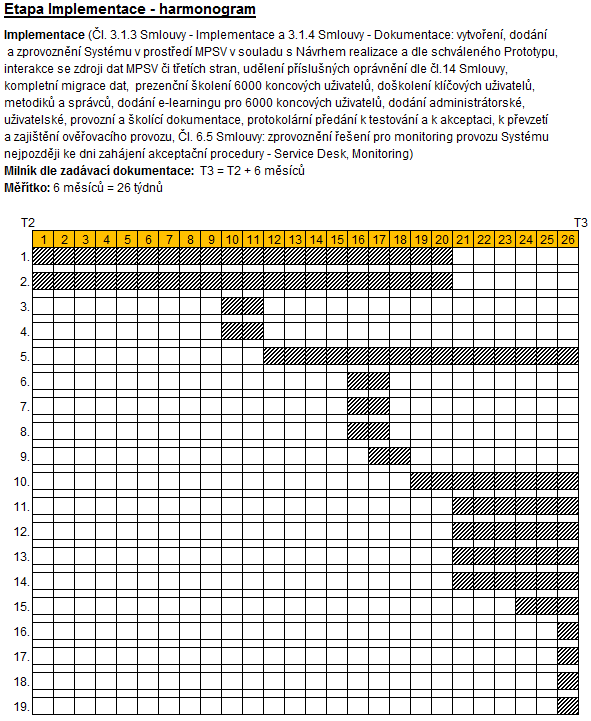 Etapa Implementace - harmonogram
Implementace (Čl. 3.1.3 Smlouvy - Implementace a 3.1.4 Smlouvy - Dokumentace: vytvoření, dodání
a zprovoznění Systému v prostředí MPSV v souladu s Návrhem realizace a dle schváleného Prototypu,
interakce se zdroji dat MPSV či třetích stran, udělení příslušných oprávnění dle čl.14 Smlouvy,
kompletní migrace dat, prezenční školení 6000 koncových uživatelů, doškolení klíčových uživatelů,
metodiků a správců, dodání e-learningu pro 6000 koncových uživatelů, dodání administrátorské,
uživatelské, provozní a školící dokumentace, protokolární předání k testování a k akceptaci, k převzetí
a zajištění ověřovacího provozu, Čl. 6.5 Smlouvy: zprovoznění řešení pro monitoring provozu Systému
nejpozději ke dni zahájení akceptační procedury - Service Desk, Monitoring)
Milník dle zadávací dokumentace: T3 = T2 + 6 měsíců
Měřítko: 6 měsíců = 26 týdnů
T2 T3
1 2 3 4 5 6 7 8 9 10 11 12 13 14 15 16 17 18 19 20 21 22 23 24 25 26
1.
2.
3.
4.
5.
6.
7.
8.
9.
10.
11.
12.
13.
14.
15.
16.
17.
18.
19.